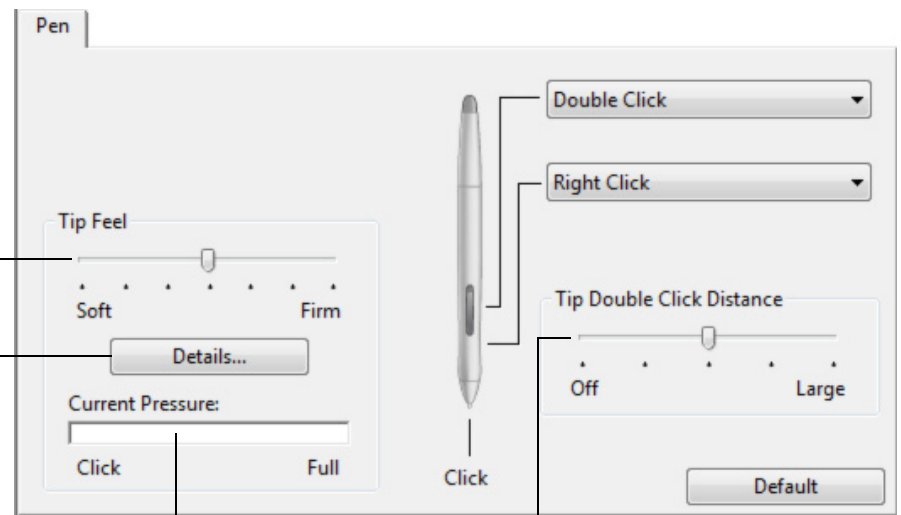 Pen
Double Click
Right Click
Tip Feel
Soft Firm
Details...
Current Pressure:
Click Full
Click
Tip Double Click Distance
Off Large
Default